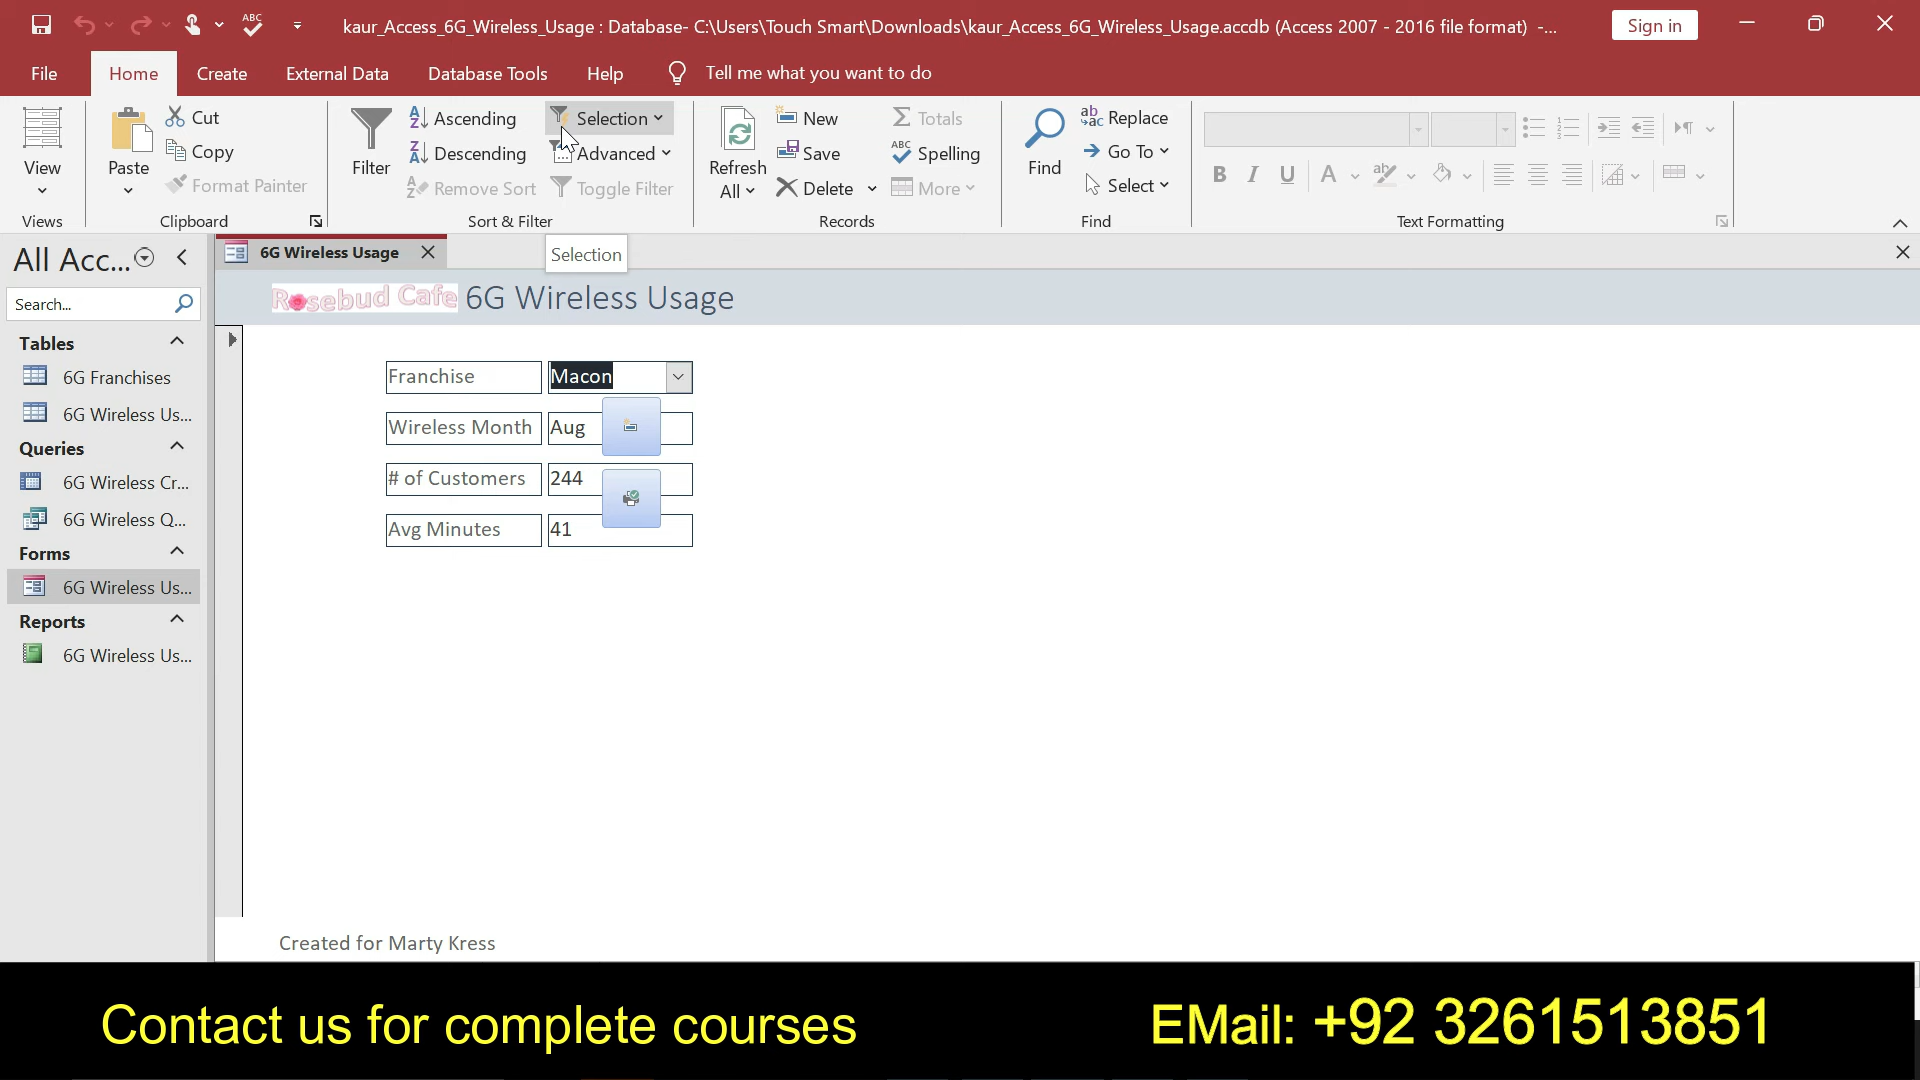 kaur_Access_6G_Wireless_Usage : Database- C:\Users\Touch Smart\Downloads\kaur_Access_6G_Wireless_Usage.accdb (Access 2007 - 2016 file format) -...
Sign in
File Home Create External Data Database Tools Help Tell me what you want to do
View
Views
Paste
Cut
Copy
Format Painter
Clipboard
Filter
Ascending
Descending
Remove Sort
Selection
Advanced
Toggle Filter
Sort & Filter
Refresh
All
New
Save
Delete
Totals
Spelling
More
Records
Find
Replace
Go To
Select
Find
B I U A
Text Formatting
Selection
All Acc...
Search...
Tables
6G Franchises
6G Wireless Us...
Queries
6G Wireless Cr...
6G Wireless Q...
Forms
6G Wireless Us...
Reports
6G Wireless Us...
6G Wireless Usage
Rosebud Cafe 6G Wireless Usage
Franchise Macon
Wireless Month Aug
# of Customers 244
Avg Minutes 41
Created for Marty Kress
Contact us for complete courses EMail: +92 3261513851